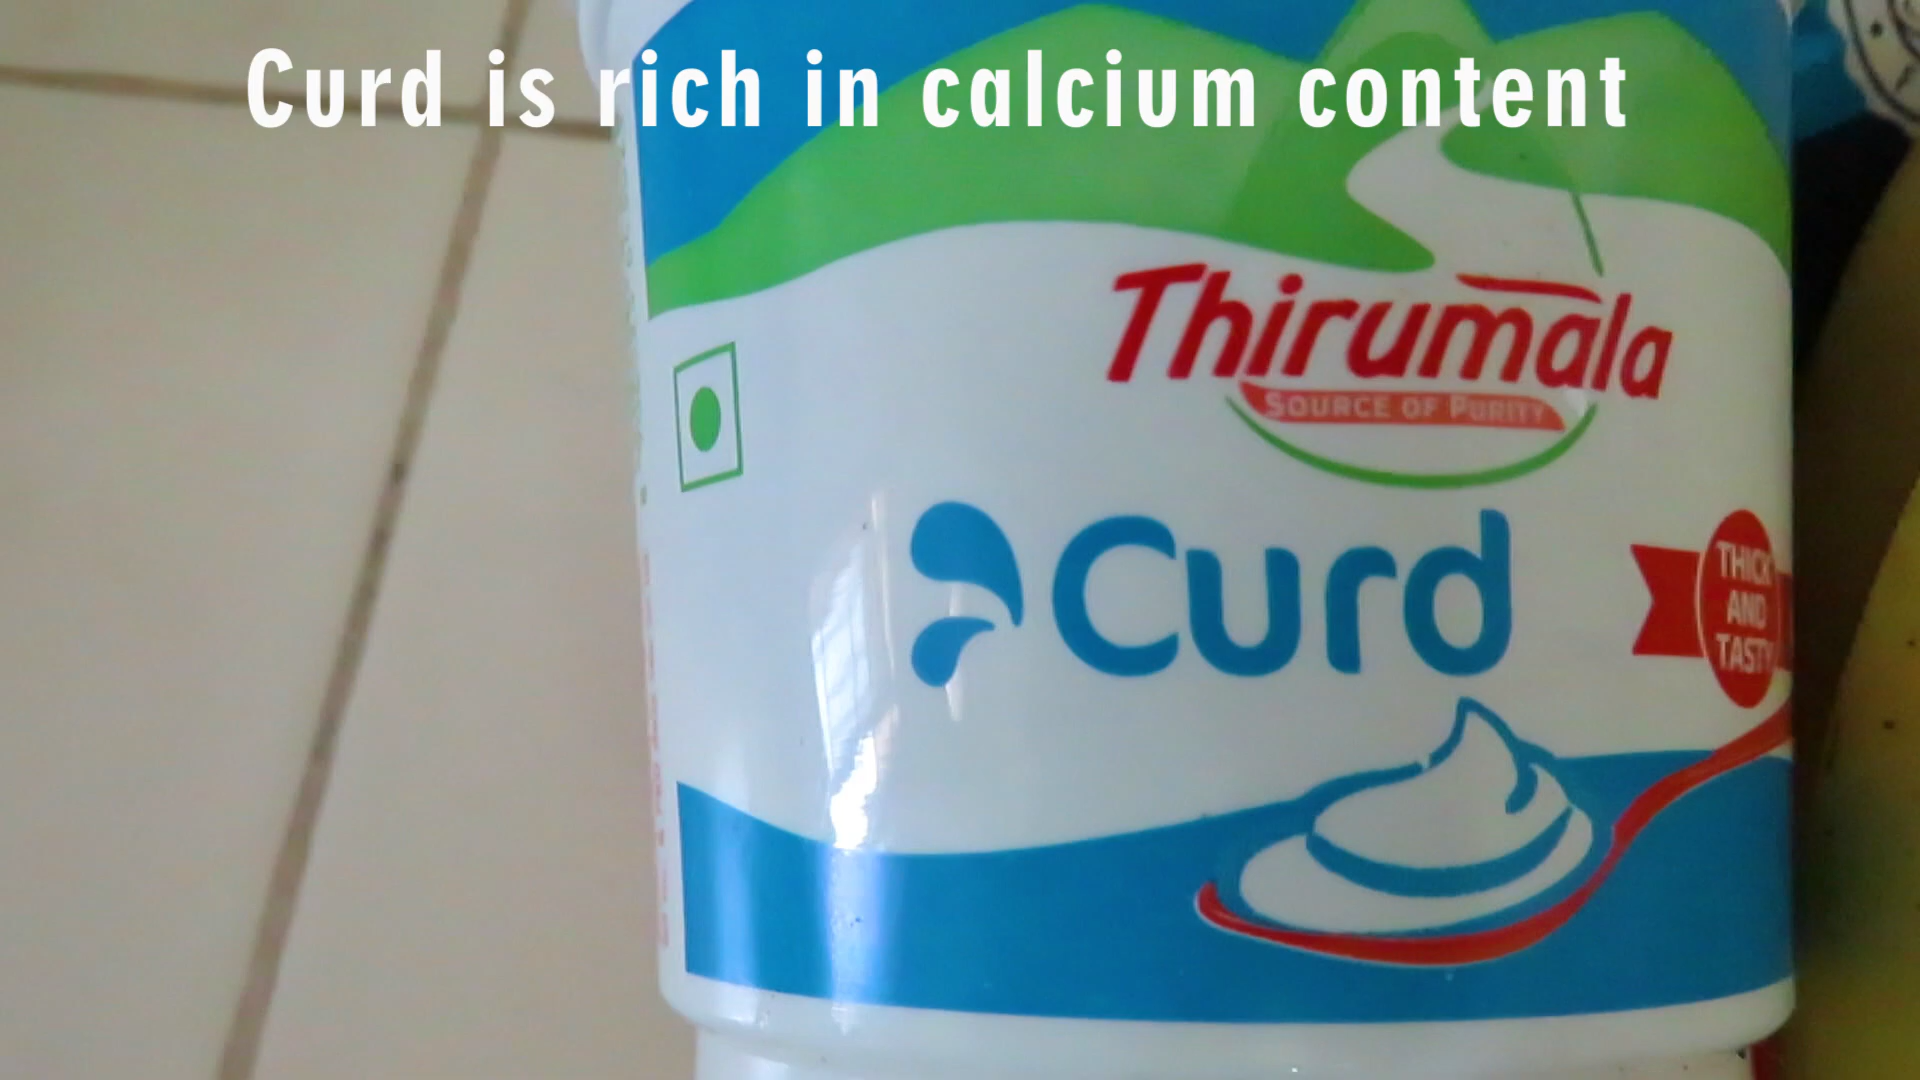 Curd is rich in calcium content
Thirumala
SOURCE OF PURITY
Curd
THICK
AND
TASTY